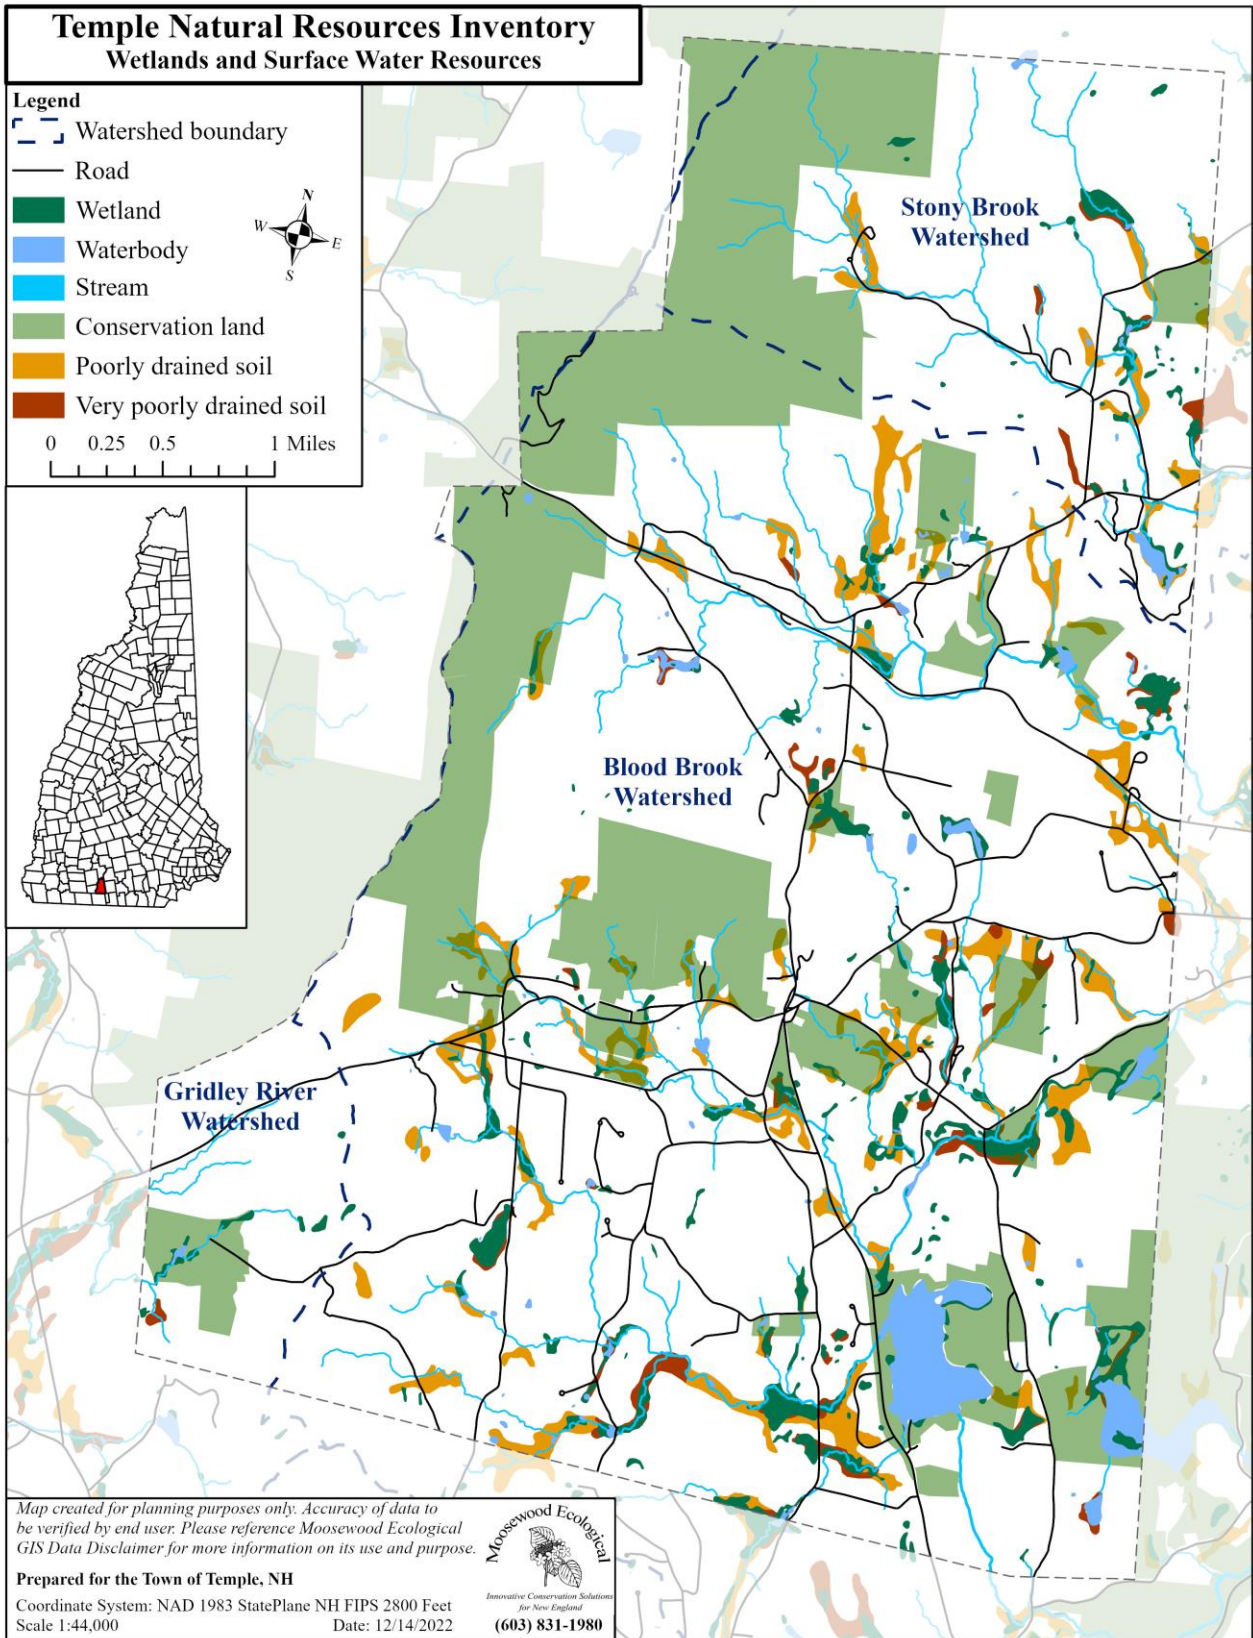 Temple Natural Resources Inventory
Wetlands and Surface Water Resources
Legend
Watershed boundary
Road
Wetland
Waterbody
Stream
Conservation land
Poorly drained soil
Very poorly drained soil
N
W
E
S
0 0.25 0.5 1 Miles
Stony Brook
Watershed
Blood Brook
Watershed
Gridley River
Watershed
Map created for planning purposes only. Accuracy of data to
be verified by end user. Please reference Moosewood Ecological
GIS Data Disclaimer for more information on its use and purpose.
Prepared for the Town of Temple, NH
Coordinate System: NAD 1983 StatePlane NH FIPS 2800 Feet
Scale 1:44,000 Date: 12/14/2022
Moosewood Ecological
Innovative Conservation Solutions
for New England
(603) 831-1980